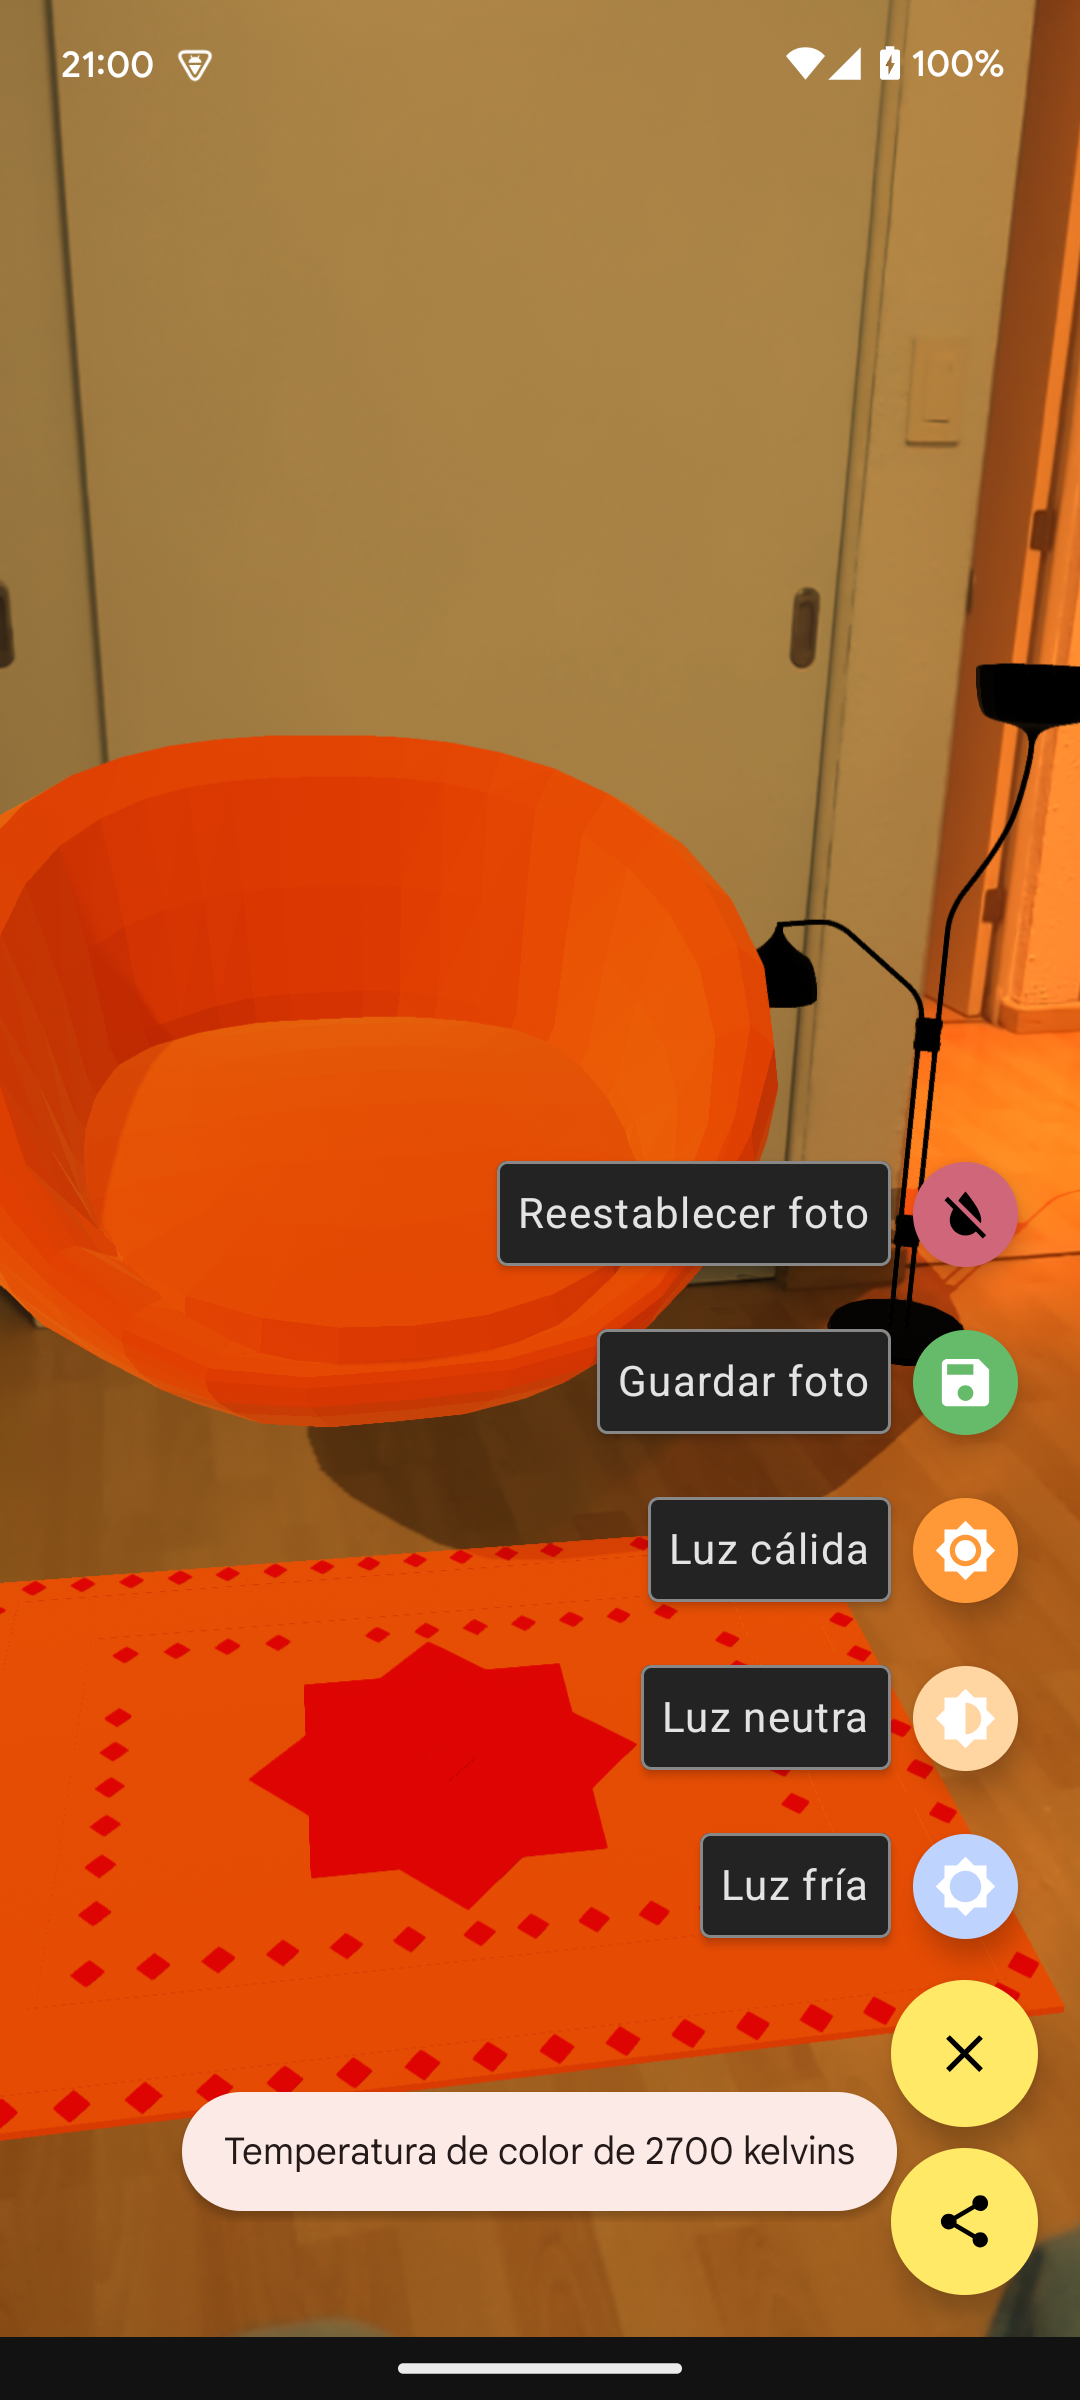 21:00
100%
Reestablecer foto
Guardar foto
Luz cálida
Luz neutra
Luz fría
Temperatura de color de 2700 kelvins